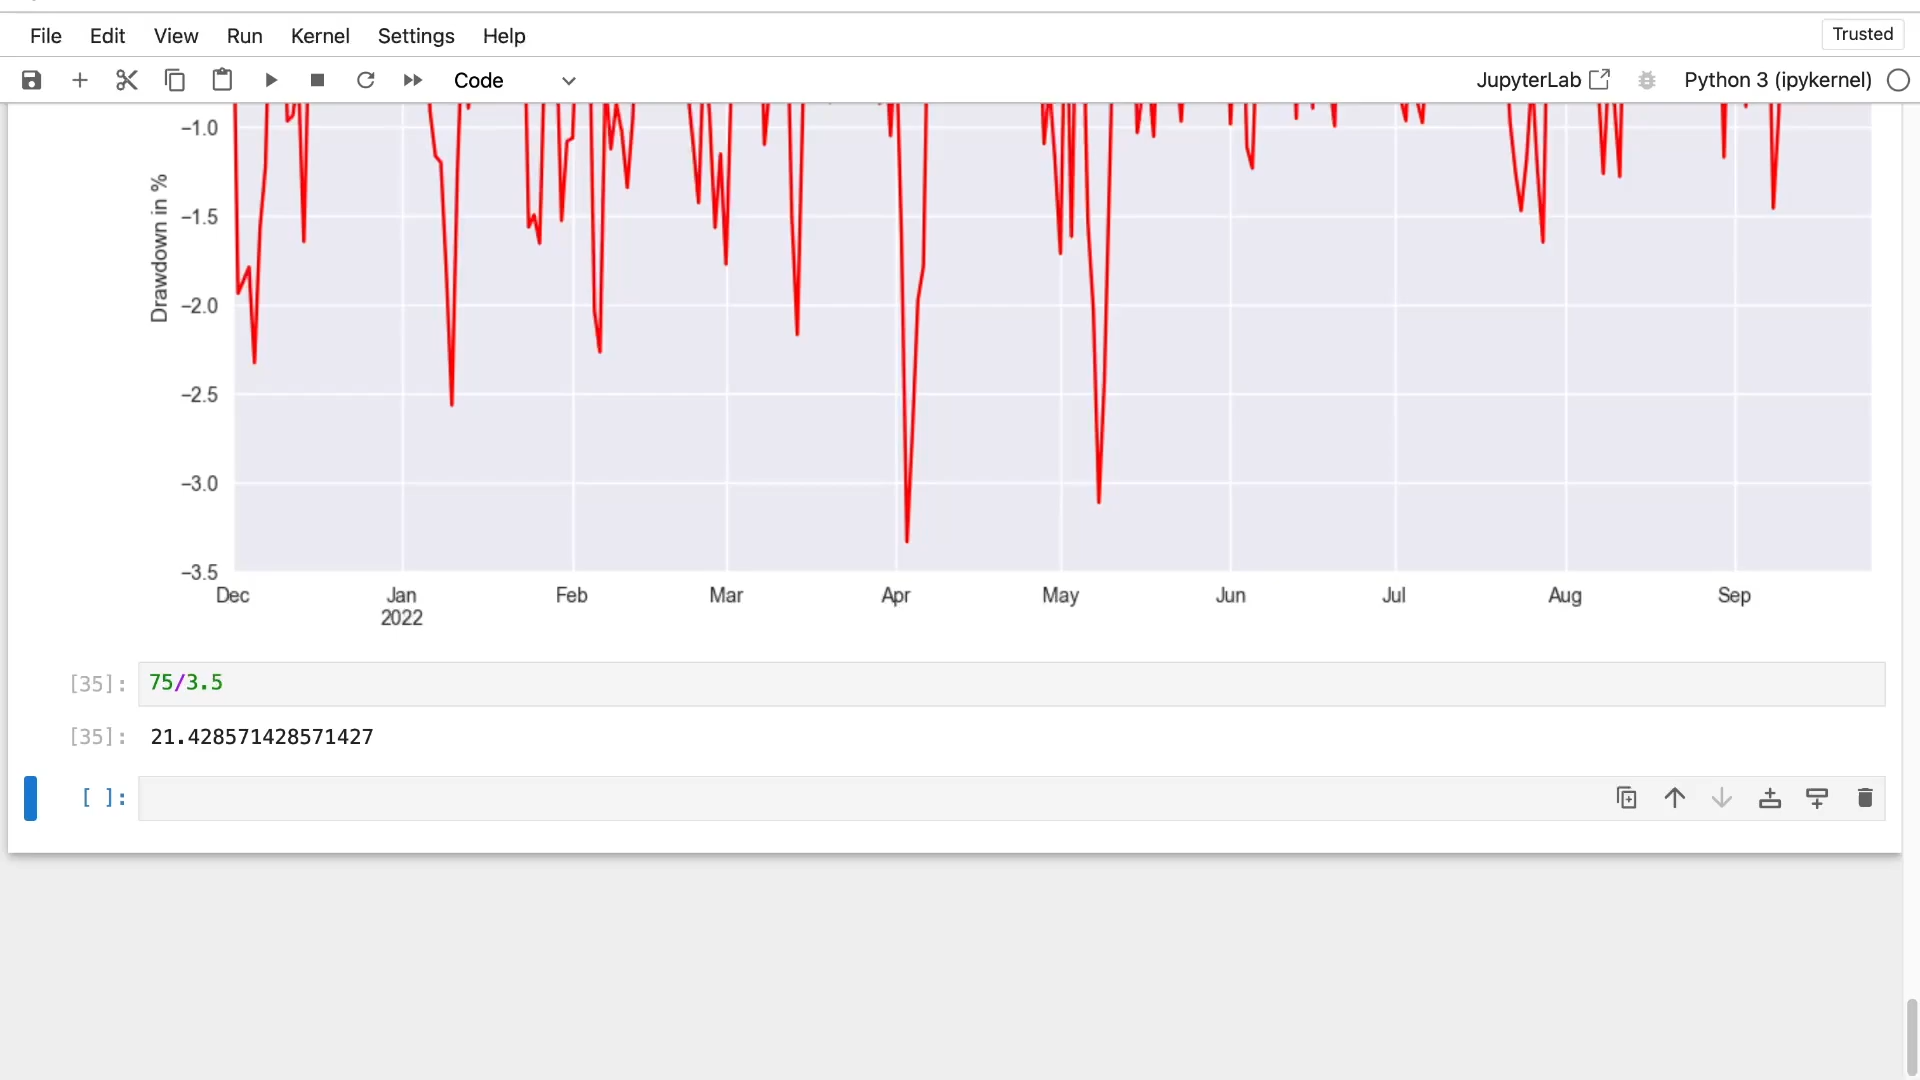 File Edit View Run Kernel Settings Help Trusted
Code JupyterLab Python 3 (ipykernel)
−1.0
−1.5
−2.0
−2.5
−3.0
−3.5
Drawdown in %
Dec Jan Feb Mar Apr May Jun Jul Aug Sep
2022
[35]: 75/3.5
[35]: 21.428571428571427
[ ]: